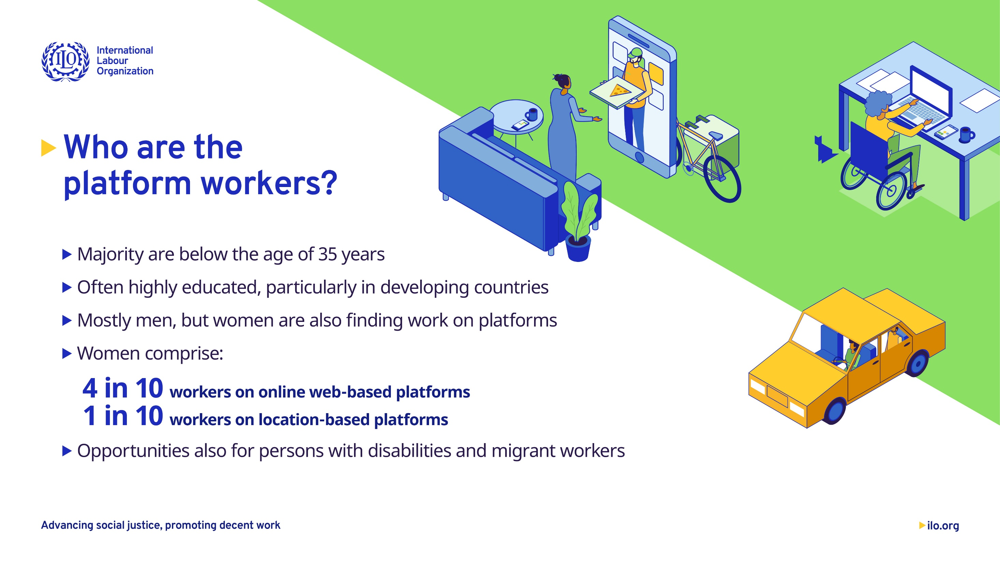 ILO
International
Labour
Organization
Who are the
platform workers?
Majority are below the age of 35 years
Often highly educated, particularly in developing countries
Mostly men, but women are also finding work on platforms
Women comprise:
4 in 10 workers on online web-based platforms
1 in 10 workers on location-based platforms
Opportunities also for persons with disabilities and migrant workers
Advancing social justice, promoting decent work
ilo.org